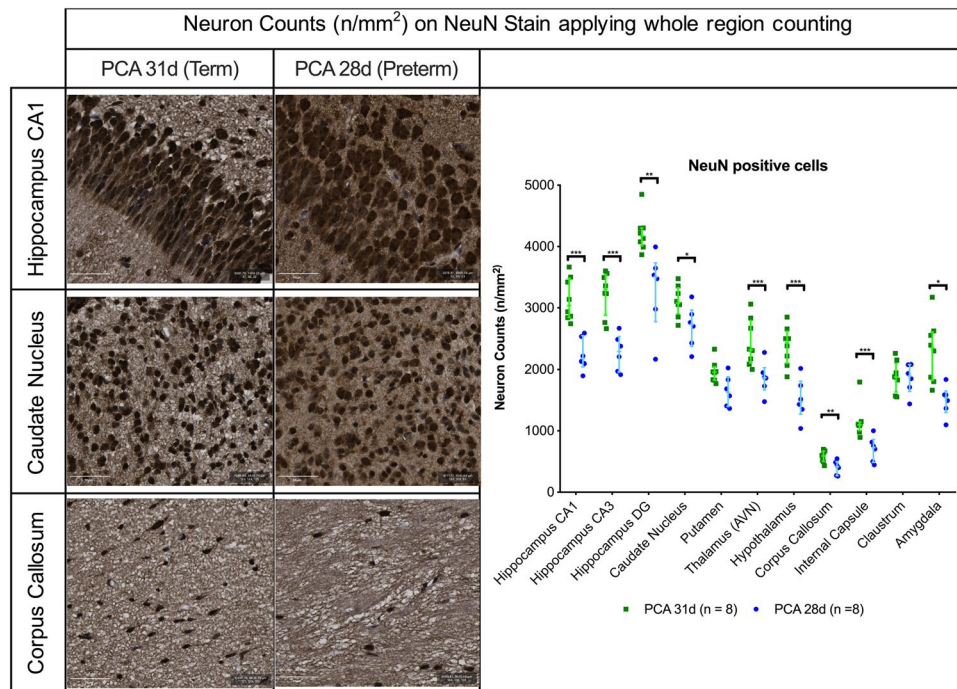 Neuron Counts (n/mm²) on NeuN Stain applying whole region counting
PCA 31d (Term)
PCA 28d (Preterm)
Hippocampus CA1
Caudate Nucleus
Corpus Callosum
NeuN positive cells
Neuron Counts (n/mm²)
5000
4000
3000
2000
1000
0
***
***
**
*
***
***
**
***
*
Hippocampus CA1
Hippocampus CA3
Hippocampus DG
Caudate Nucleus
Putamen
Thalamus (AVN)
Hypothalamus
Corpus Callosum
Internal Capsule
Claustrum
Amygdala
PCA 31d (n = 8)
PCA 28d (n =8)